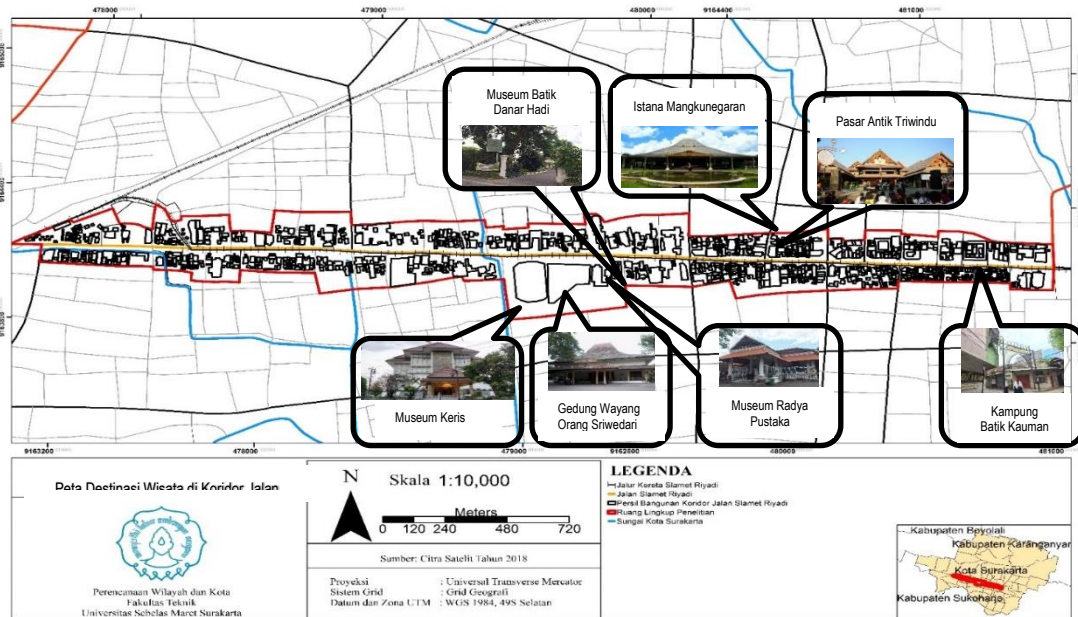 478000
479000
480000
9164400
481000
9165000
Museum Batik
Danar Hadi
Istana Mangkunegaran
Pasar Antik Triwindu
9164400
9163800
Museum Keris
Gedung Wayang
Orang Sriwedari
Museum Radya
Pustaka
Kampung
Batik Kauman
9163200
478000
479000
9162600
480000
481000
Peta Destinasi Wisata di Koridor Jalan
Perencanaan Wilayah dan Kota
Fakultas Teknik
Universitas Sebelas Maret Surakarta
N
Skala 1:10,000
Meters
0 120 240 480 720
Sumber: Citra Satelit Tahun 2018
Proyeksi : Universal Transverse Mercator
Sistem Grid : Grid Geografi
Datum dan Zona UTM : WGS 1984, 49S Selatan
LEGENDA
Jalur Kereta Slamet Riyadi
Jalan Slamet Riyadi
Persil Bangunan Koridor Jalan Slamet Riyadi
Ruang Lingkup Penelitian
Sungai Kota Surakarta
Kabupaten Boyolali
Kabupaten Karanganyar
Kota Surakarta
Kabupaten Sukoharjo